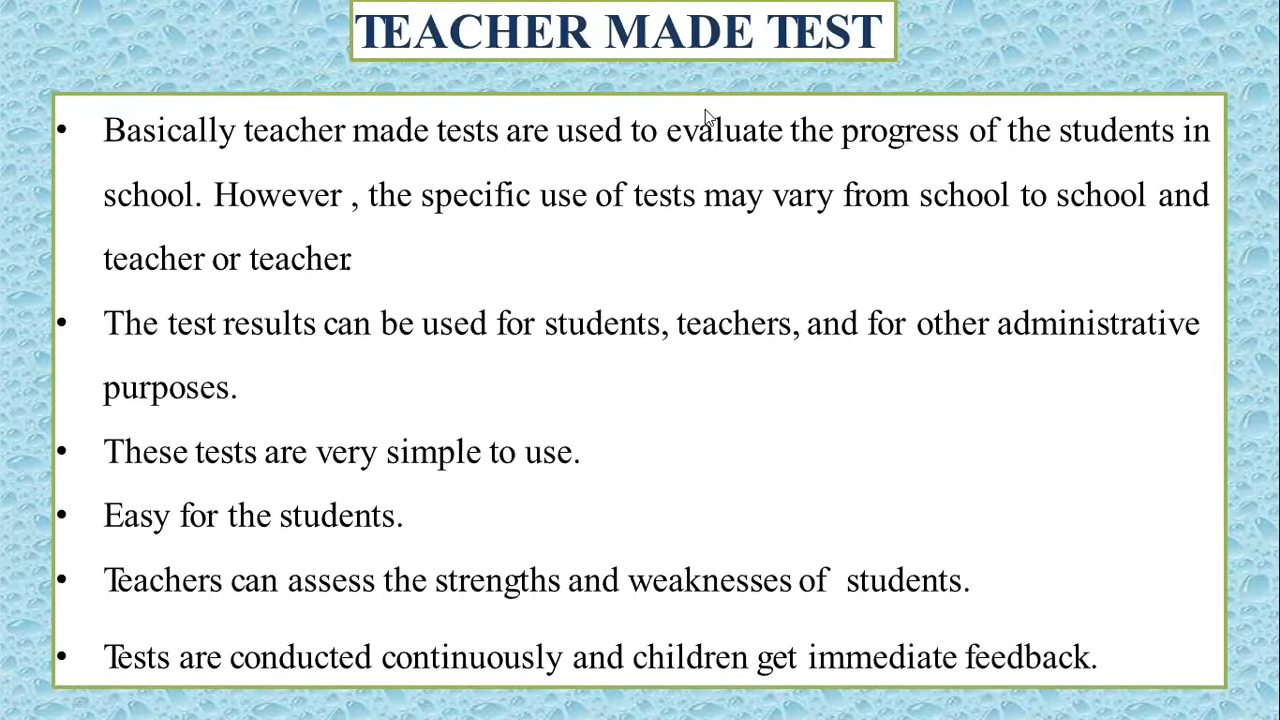 TEACHER MADE TEST
• Basically teacher made tests are used to evaluate the progress of the students in
school. However , the specific use of tests may vary from school to school and
teacher or teacher.
• The test results can be used for students, teachers, and for other administrative
purposes.
• These tests are very simple to use.
• Easy for the students.
• Teachers can assess the strengths and weaknesses of students.
• Tests are conducted continuously and children get immediate feedback.